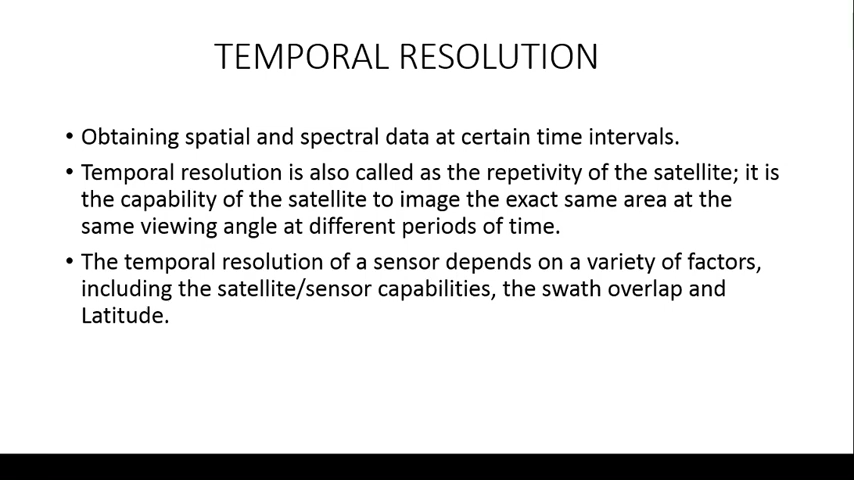 TEMPORAL RESOLUTION
• Obtaining spatial and spectral data at certain time intervals.
• Temporal resolution is also called as the repetivity of the satellite; it is
the capability of the satellite to image the exact same area at the
same viewing angle at different periods of time.
• The temporal resolution of a sensor depends on a variety of factors,
including the satellite/sensor capabilities, the swath overlap and
Latitude.